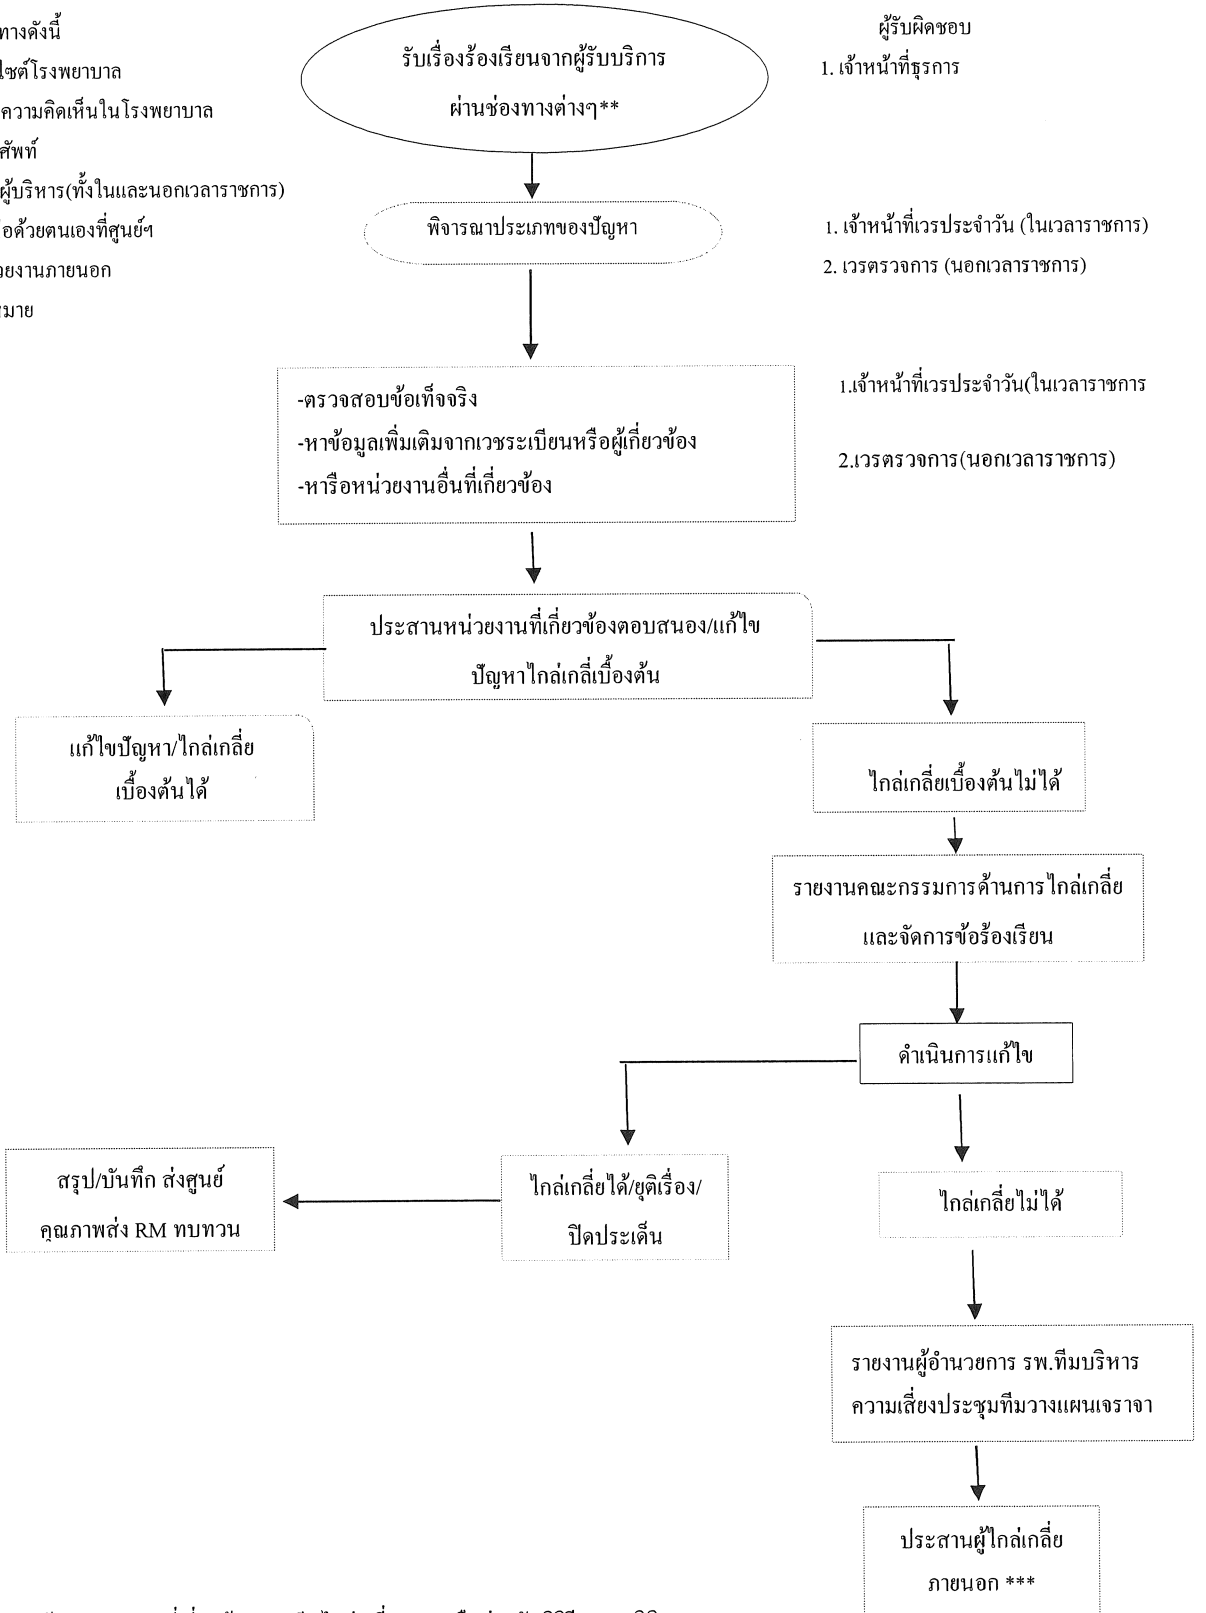 ทางดังนี้
ไซต์โรงพยาบาล
ความคิดเห็นในโรงพยาบาล
ศัพท์
ผู้บริหาร(ทั้งในและนอกเวลาราชการ)
ด้วยตนเองที่ศูนย์ฯ
ยงานภายนอก
มาย
รับเรื่องร้องเรียนจากผู้รับบริการ
ผ่านช่องทางต่างๆ**
ผู้รับผิดชอบ
1. เจ้าหน้าที่ธุรการ
พิจารณาประเภทของปัญหา
1. เจ้าหน้าที่เวรประจำวัน (ในเวลาราชการ)
2. เวรตรวจการ (นอกเวลาราชการ)
-ตรวจสอบข้อเท็จจริง
-หาข้อมูลเพิ่มเติมจากเวชระเบียนหรือผู้เกี่ยวข้อง
-หารือหน่วยงานอื่นที่เกี่ยวข้อง
1.เจ้าหน้าที่เวรประจำวัน(ในเวลาราชการ
2.เวรตรวจการ(นอกเวลาราชการ)
ประสานหน่วยงานที่เกี่ยวข้องตอบสนอง/แก้ไข
ปัญหาไกล่เกลี่เบื้องต้น
แก้ไขปัญหา/ไกล่เกลี่ย
เบื้องต้นได้
ไกล่เกลี่ยเบื้องต้นไม่ได้
รายงานคณะกรรมการด้านการไกล่เกลี่ย
และจัดการข้อร้องเรียน
ดำเนินการแก้ไข
สรุป/บันทึก ส่งศูนย์
คุณภาพส่ง RM ทบทวน
ไกล่เกลี่ยได้/ยุติเรื่อง/
ปิดประเด็น
ไกล่เกลี่ยไม่ได้
รายงานผู้อำนวยการ รพ.ทีมบริหาร
ความเสี่ยงประชุมทีมวางแผนเจราจา
ประสานผู้ไกล่เกลี่ย
ภายนอก ***